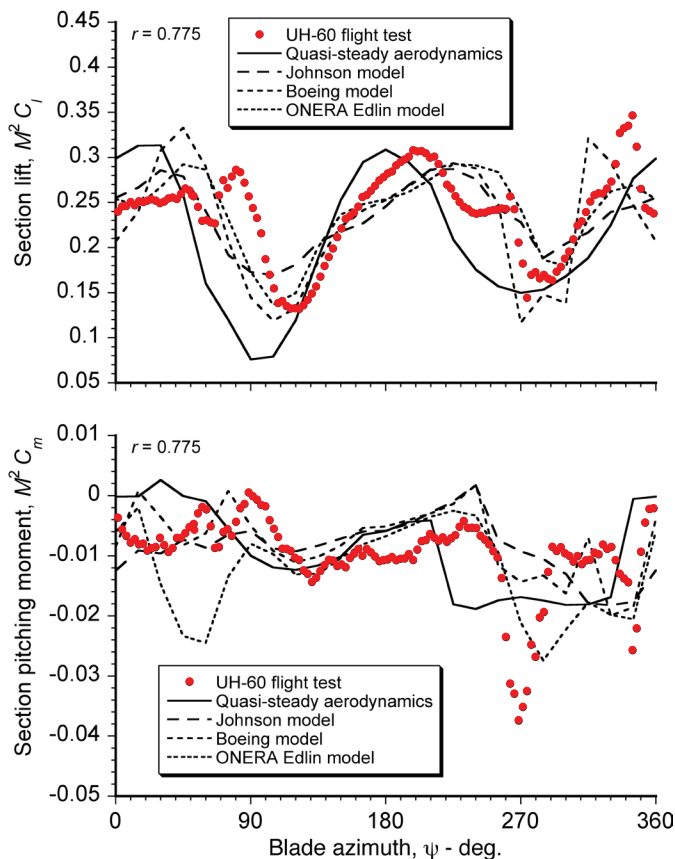 r = 0.775
UH-60 flight test
Quasi-steady aerodynamics
Johnson model
Boeing model
ONERA Edlin model
Section lift, M² C_l
0.45
0.4
0.35
0.3
0.25
0.2
0.15
0.1
0.05
r = 0.775
Section pitching moment, M² C_m
0.01
0
-0.01
-0.02
-0.03
-0.04
-0.05
UH-60 flight test
Quasi-steady aerodynamics
Johnson model
Boeing model
ONERA Edlin model
0 90 180 270 360
Blade azimuth, ψ - deg.